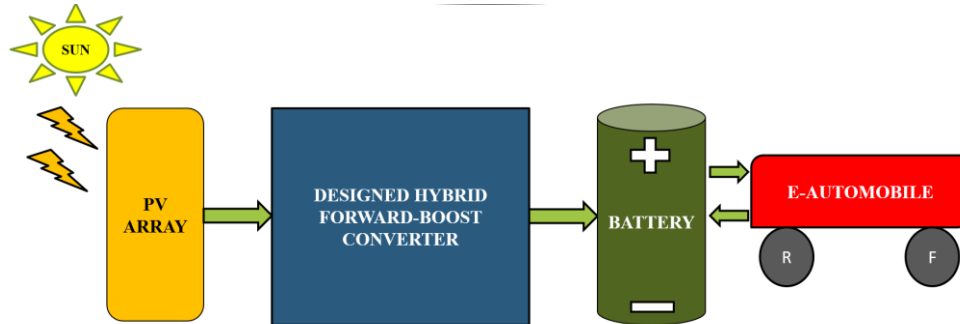 SUN
PV
ARRAY
DESIGNED HYBRID
FORWARD-BOOST
CONVERTER
BATTERY
E-AUTOMOBILE
R
F